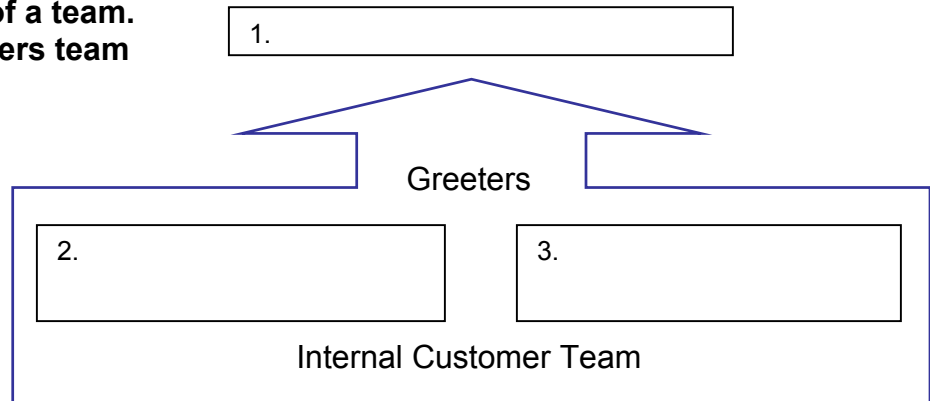 of a team.
ers team
1.
Greeters
2.
3.
Internal Customer Team